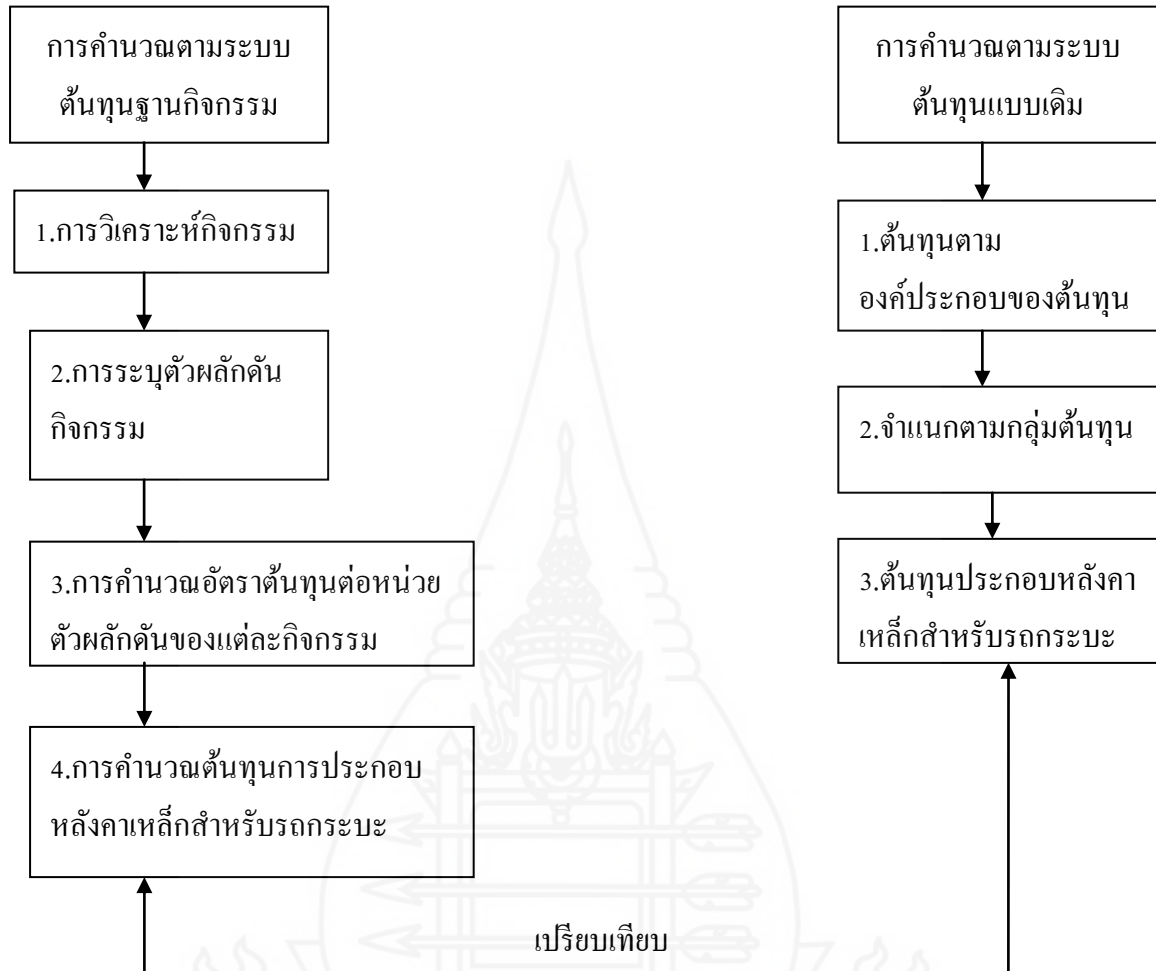 การคำนวณตามระบบ
ต้นทุนฐานกิจกรรม
1.การวิเคราะห์กิจกรรม
2.การระบุตัวผลักดัน
กิจกรรม
3.การคำนวณอัตราต้นทุนต่อหน่วย
ตัวผลักดันของแต่ละกิจกรรม
4.การคำนวณต้นทุนการประกอบ
หลังคาเหล็กสำหรับรถกระบะ
การคำนวณตามระบบ
ต้นทุนแบบเดิม
1.ต้นทุนตาม
องค์ประกอบของต้นทุน
2.จำแนกตามกลุ่มต้นทุน
3.ต้นทุนประกอบหลังคา
เหล็กสำหรับรถกระบะ
เปรียบเทียบ